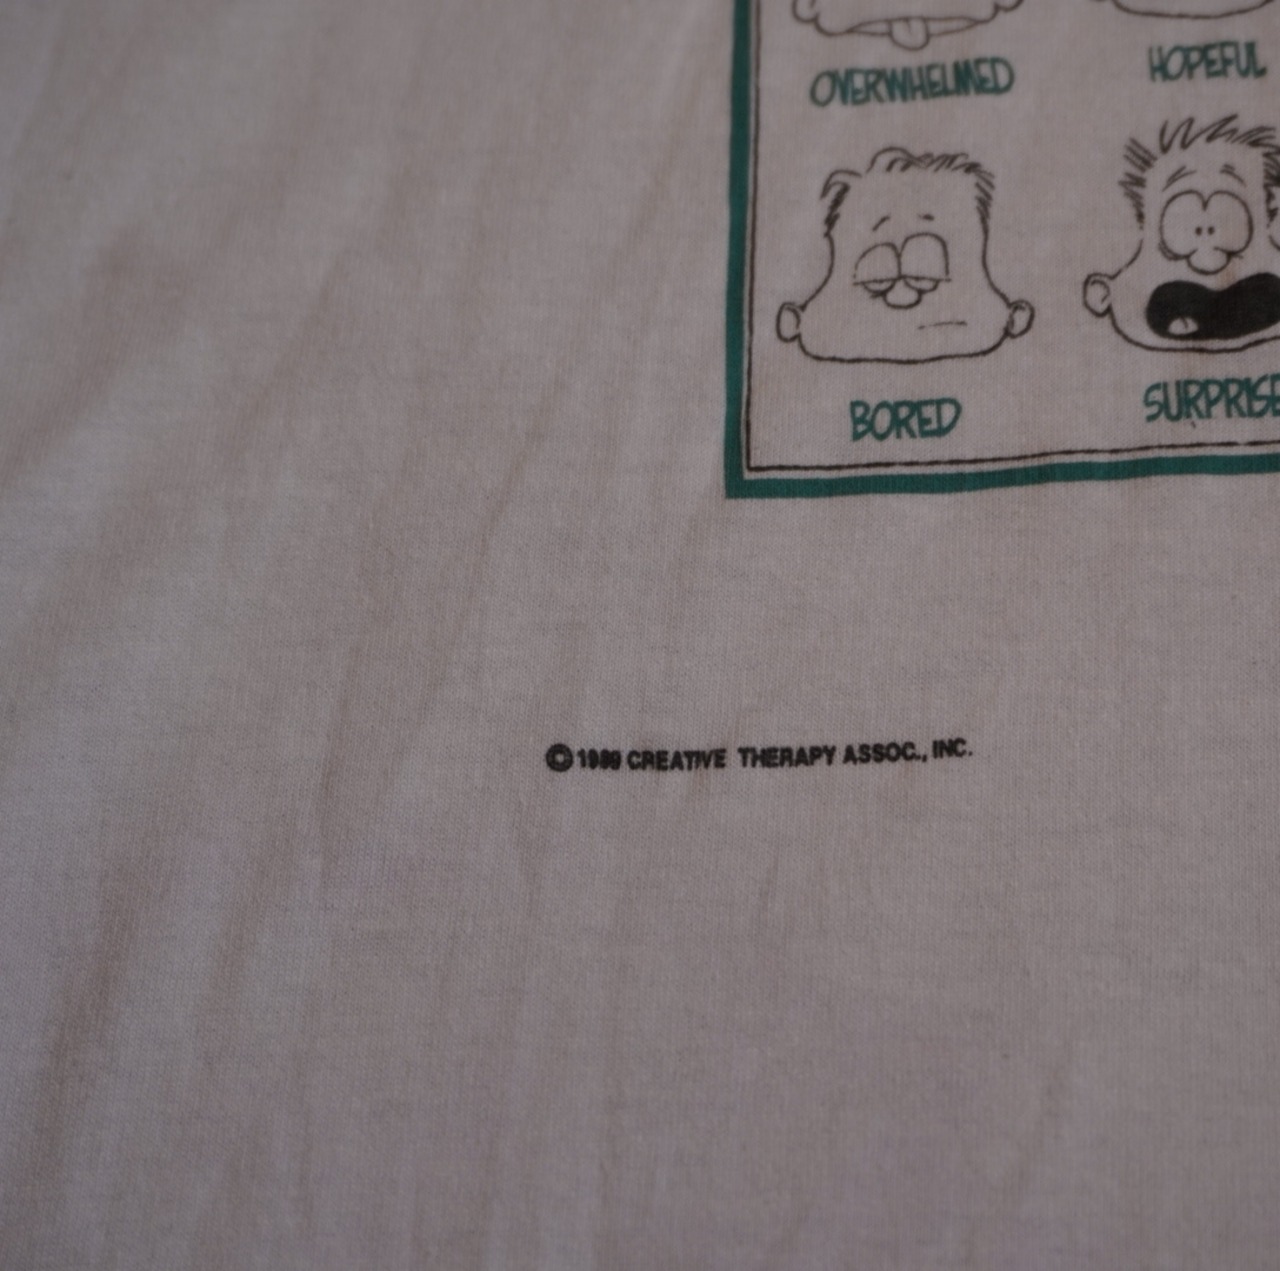 OVERWHELMED HOPEFUL
BORED SURPRISE
© 1989 CREATIVE THERAPY ASSOC., INC.